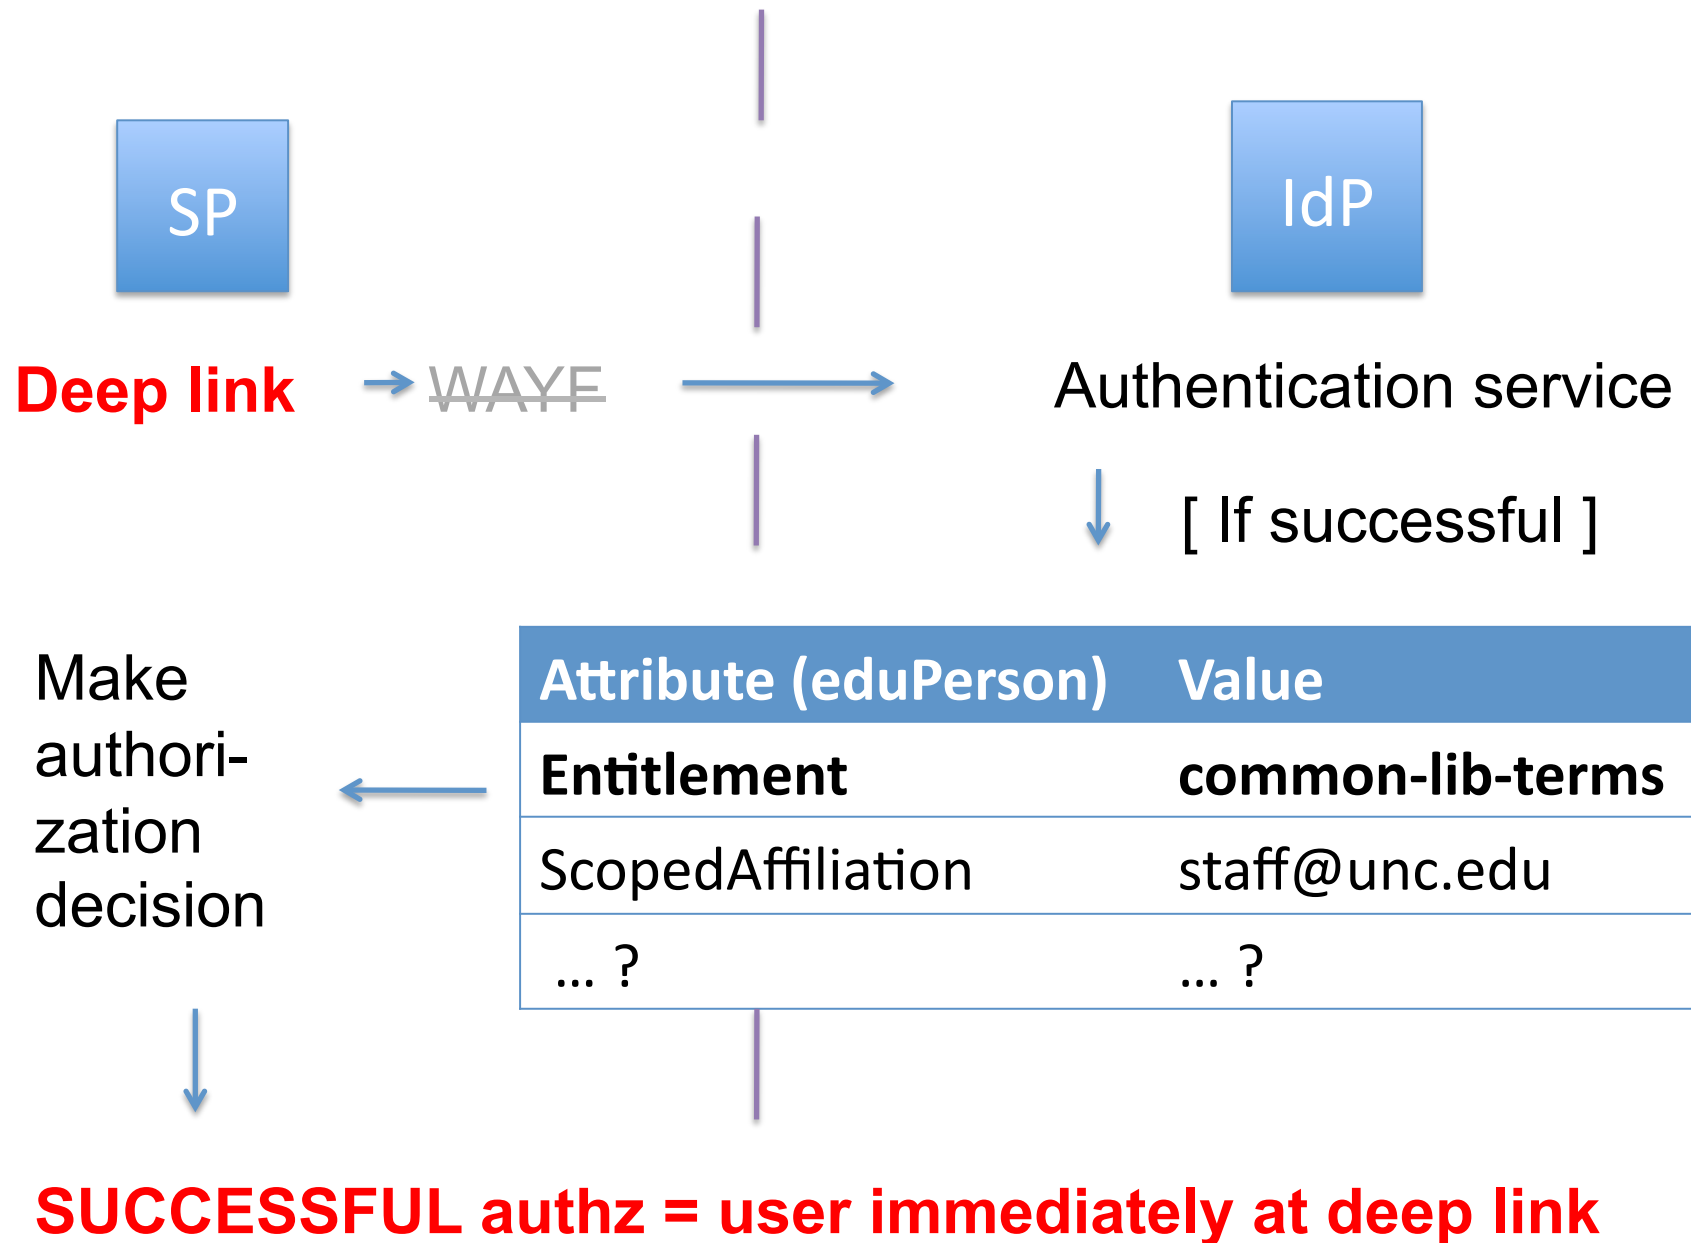 SP
IdP
Deep link
WAYF
Authentication service
[ If successful ]
Make
authori-
zation
decision
Attribute (eduPerson) Value
Entitlement common-lib-terms
ScopedAffiliation staff@unc.edu
... ? ... ?
SUCCESSFUL authz = user immediately at deep link